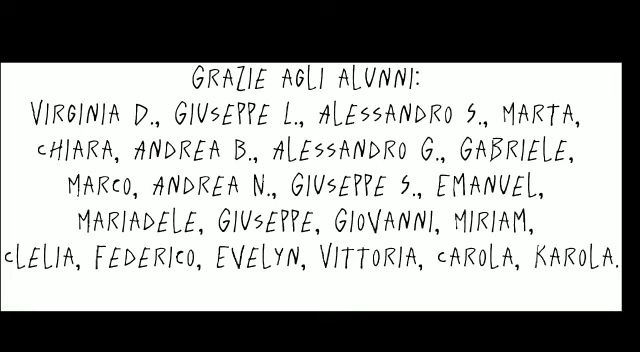 GRAZIE AGLI ALUNNI:
VIRGINIA D., GIUSEPPE L., ALESSANDRO S., MARTA,
CHIARA, ANDREA B., ALESSANDRO G., GABRIELE,
MARCO, ANDREA N., GIUSEPPE S., EMANUEL,
MARIADELE, GIUSEPPE, GIOVANNI, MIRIAM,
CLELIA, FEDERICO, EVELYN, VITTORIA, CAROLA, KAROLA.